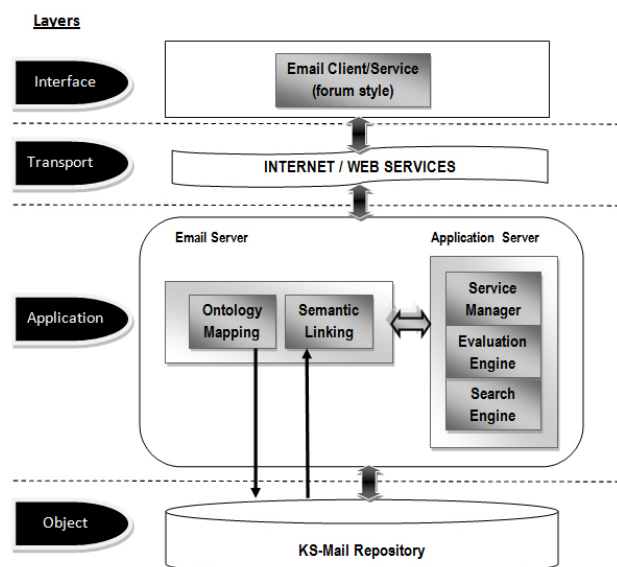 Layers
Interface
Email Client/Service
(forum style)
Transport
INTERNET / WEB SERVICES
Email Server
Application Server
Application
Ontology
Mapping
Semantic
Linking
Service
Manager
Evaluation
Engine
Search
Engine
Object
KS-Mail Repository